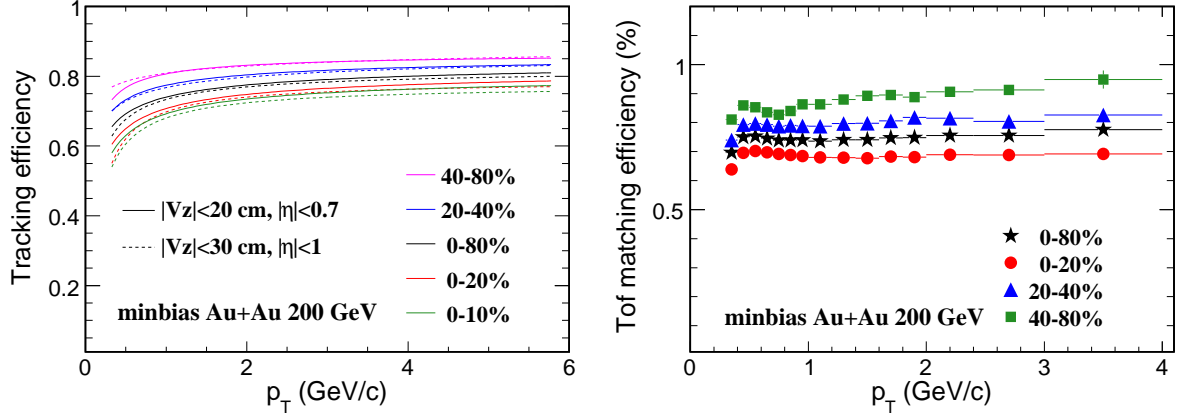 1
0.8
0.6
0.4
0.2
Tracking efficiency
40-80%
20-40%
0-80%
0-20%
0-10%
|Vz|<20 cm, |η|<0.7
|Vz|<30 cm, |η|<1
minbias Au+Au 200 GeV
0 2 4 6
p_T (GeV/c)
1
0.5
Tof matching efficiency (%)
0-80%
0-20%
20-40%
40-80%
minbias Au+Au 200 GeV
0 1 2 3 4
p_T (GeV/c)